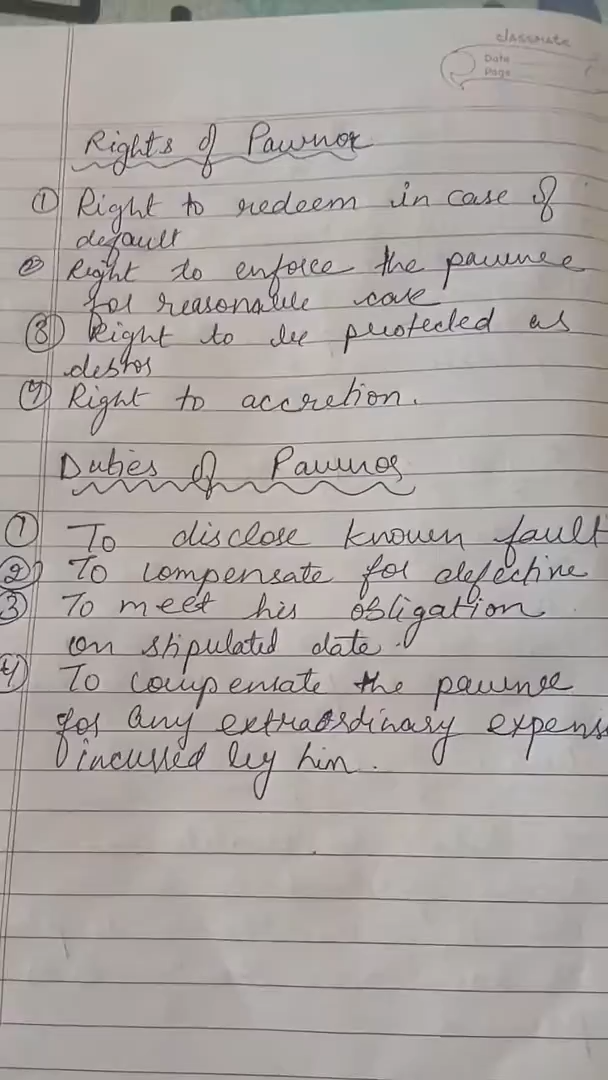 classmate
Date
Page
Rights of Pawnor
① Right to redeem in case of
default
② Right to enforce the pawnee
for reasonable care
③ Right to be protected as
debtor
④ Right to accretion.
Duties of Pawnor
① To disclose known fault
② To compensate for defective
③ To meet his obligation
on stipulated date.
④ To compensate the pawnee
for any extraordinary expens
incurred by him.